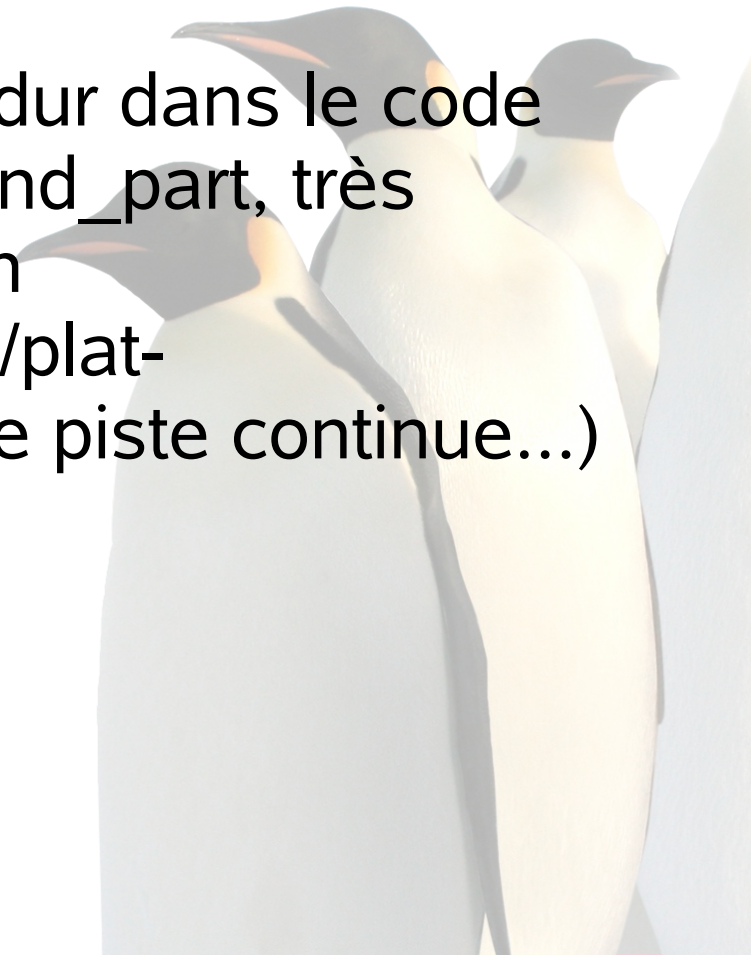 dur dans le code
nd_part, très
n
/plat-
e piste continue...)